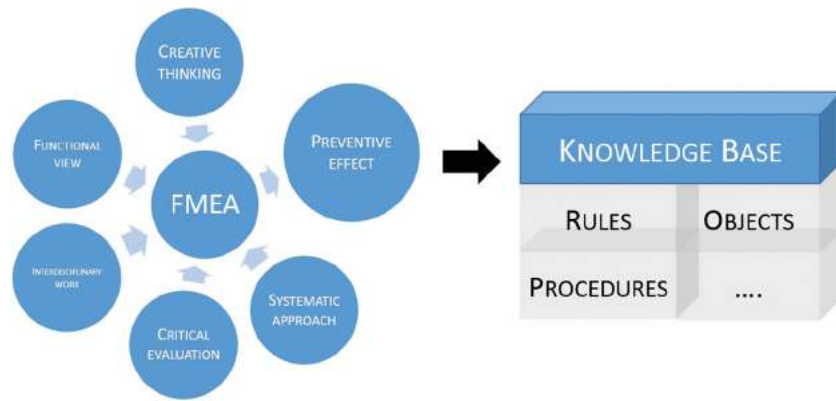 CREATIVE
THINKING
FUNCTIONAL
VIEW
PREVENTIVE
EFFECT
FMEA
INTERDISCIPLINARY
WORK
SYSTEMATIC
APPROACH
CRITICAL
EVALUATION
KNOWLEDGE BASE
RULES
OBJECTS
PROCEDURES
....